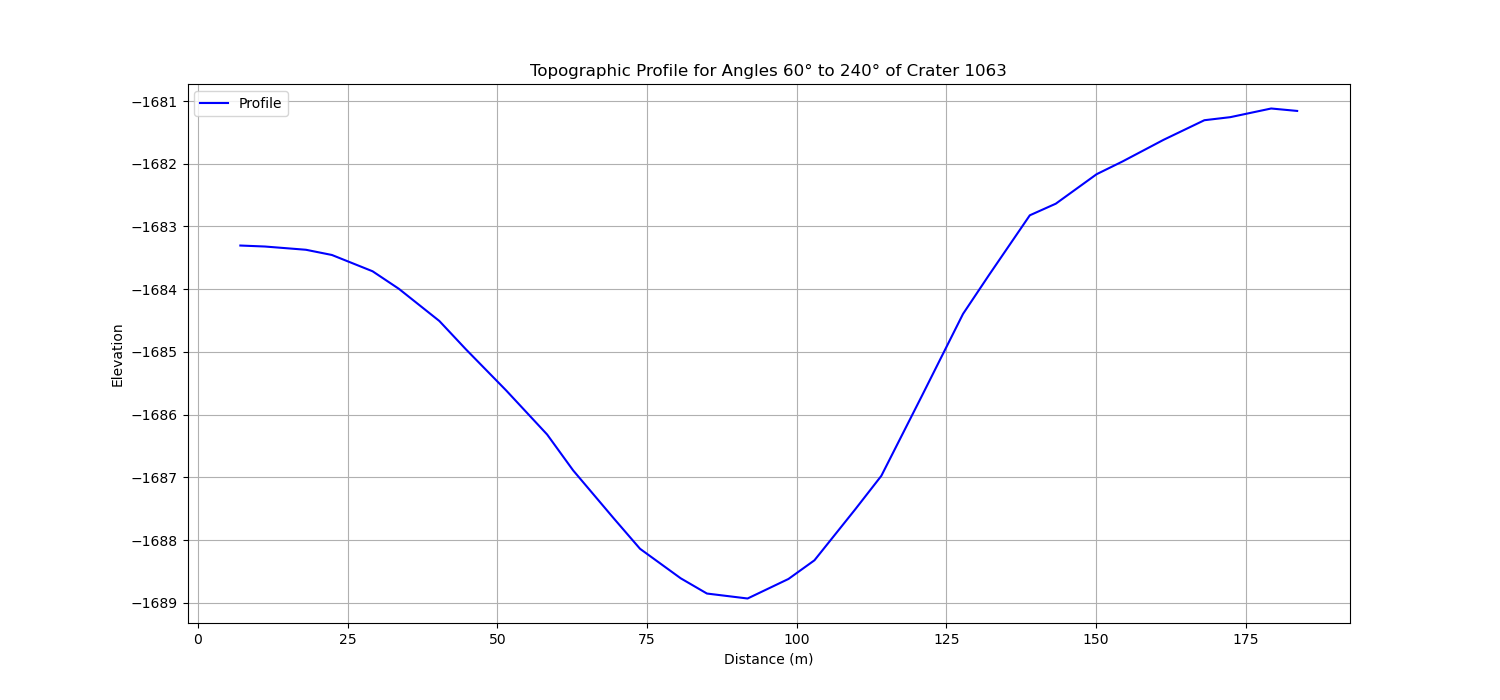 Topographic Profile for Angles 60° to 240° of Crater 1063
Profile
−1681
−1682
−1683
−1684
−1685
−1686
−1687
−1688
−1689
Elevation
0 25 50 75 100 125 150 175
Distance (m)